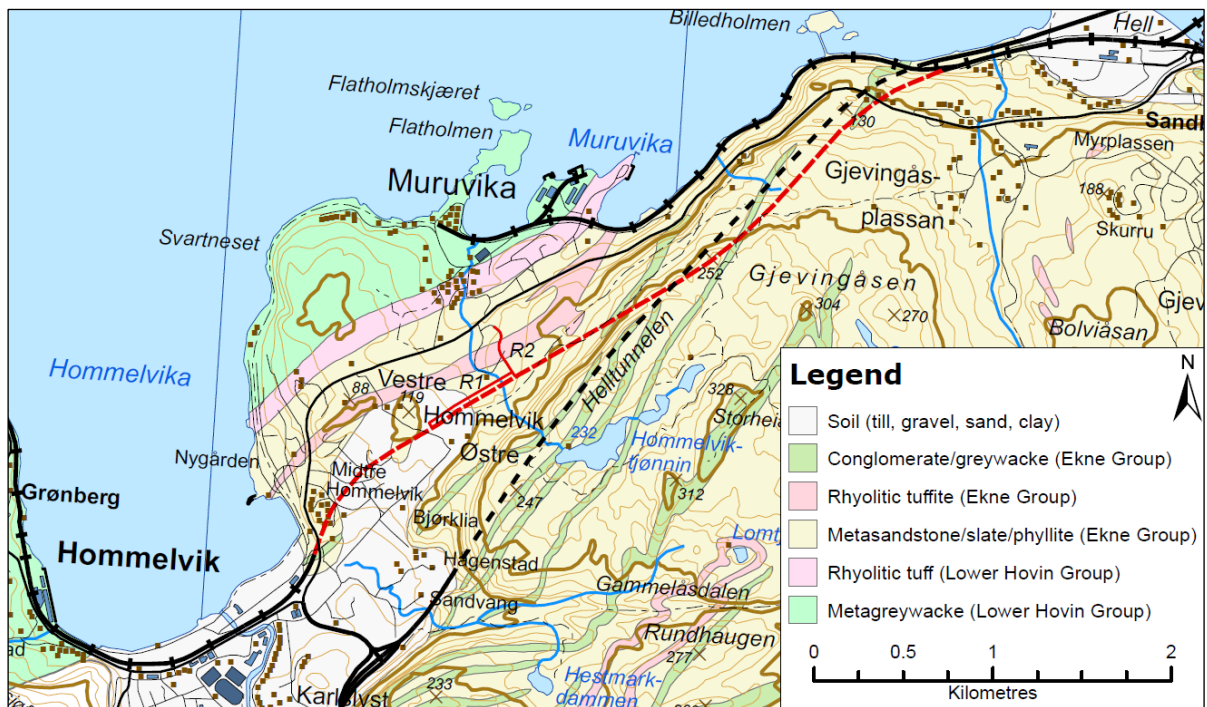 Billedholmen
Hell
Flatholmskjæret
Flatholmen
Muruvika
130
Sandh
Myrplassen
Muruvika
Gjevingås-
plassan
188
Skurru
Svartneset
252
Gjevingåsen
304
270
Gjev
Bolviåsan
Hommelvika
R2
Helltunnelen
88
Vestre
R1
119
Hommelvik
328
Storheia
232
Hommelvik-
tjønnin
Østre
Nygården
Midtre
Hommelvik
312
247
Grønberg
Bjørklia
Lomtj
Hommelvik
Hagenstad
Gammelåsdalen
Sandvang
Rundhaugen
277
ad
Hestmark-
dammen
Karlslyst
233
Legend
N
Soil (till, gravel, sand, clay)
Conglomerate/greywacke (Ekne Group)
Rhyolitic tuffite (Ekne Group)
Metasandstone/slate/phyllite (Ekne Group)
Rhyolitic tuff (Lower Hovin Group)
Metagreywacke (Lower Hovin Group)
0 0.5 1 2
Kilometres